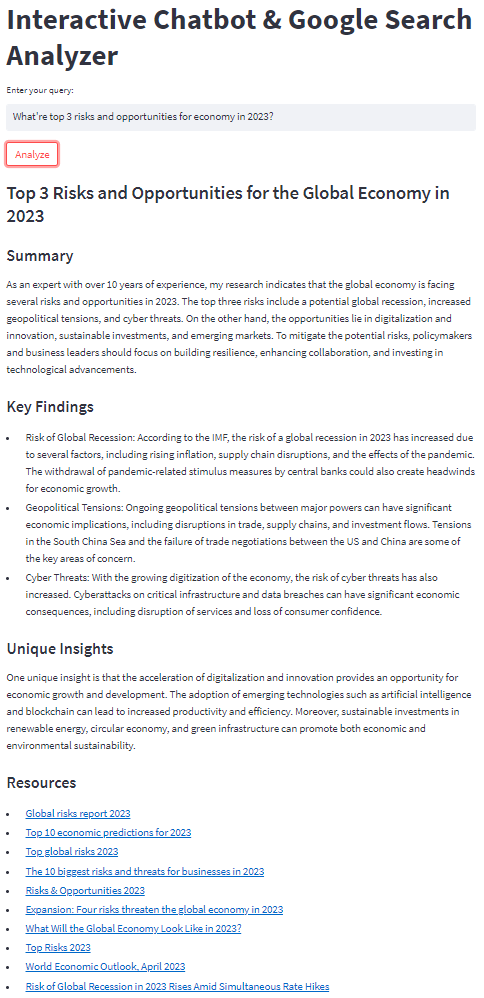 Interactive Chatbot & Google Search
Analyzer
Enter your query:
What're top 3 risks and opportunities for economy in 2023?
Analyze
Top 3 Risks and Opportunities for the Global Economy in
2023
Summary
As an expert with over 10 years of experience, my research indicates that the global economy is facing
several risks and opportunities in 2023. The top three risks include a potential global recession, increased
geopolitical tensions, and cyber threats. On the other hand, the opportunities lie in digitalization and
innovation, sustainable investments, and emerging markets. To mitigate the potential risks, policymakers
and business leaders should focus on building resilience, enhancing collaboration, and investing in
technological advancements.
Key Findings
• Risk of Global Recession: According to the IMF, the risk of a global recession in 2023 has increased due
to several factors, including rising inflation, supply chain disruptions, and the effects of the pandemic.
The withdrawal of pandemic-related stimulus measures by central banks could also create headwinds
for economic growth.
• Geopolitical Tensions: Ongoing geopolitical tensions between major powers can have significant
economic implications, including disruptions in trade, supply chains, and investment flows. Tensions
in the South China Sea and the failure of trade negotiations between the US and China are some of
the key areas of concern.
• Cyber Threats: With the growing digitization of the economy, the risk of cyber threats has also
increased. Cyberattacks on critical infrastructure and data breaches can have significant economic
consequences, including disruption of services and loss of consumer confidence.
Unique Insights
One unique insight is that the acceleration of digitalization and innovation provides an opportunity for
economic growth and development. The adoption of emerging technologies such as artificial intelligence
and blockchain can lead to increased productivity and efficiency. Moreover, sustainable investments in
renewable energy, circular economy, and green infrastructure can promote both economic and
environmental sustainability.
Resources
• Global risks report 2023
• Top 10 economic predictions for 2023
• Top global risks 2023
• The 10 biggest risks and threats for businesses in 2023
• Risks & Opportunities 2023
• Expansion: Four risks threaten the global economy in 2023
• What Will the Global Economy Look Like in 2023?
• Top Risks 2023
• World Economic Outlook, April 2023
• Risk of Global Recession in 2023 Rises Amid Simultaneous Rate Hikes